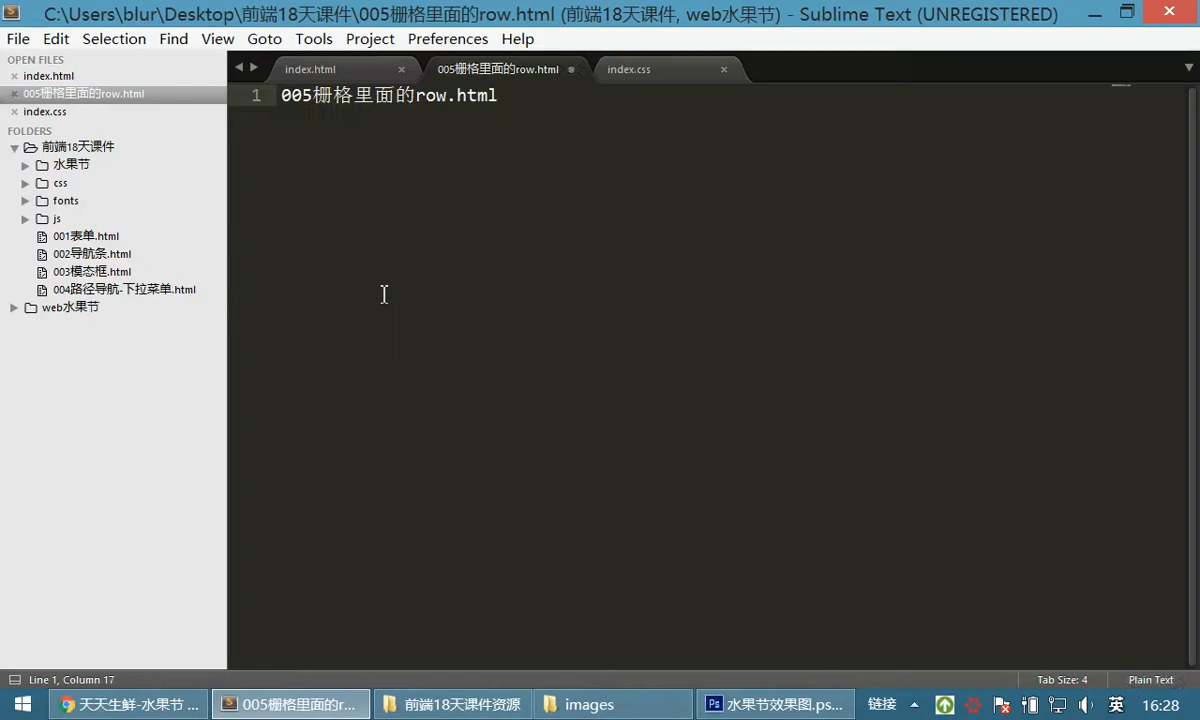 C:\Users\blur\Desktop\前端18天课件\005栅格里面的row.html (前端18天课件, web水果节) - Sublime Text (UNREGISTERED)
File Edit Selection Find View Goto Tools Project Preferences Help
OPEN FILES
index.html
005栅格里面的row.html
index.css
FOLDERS
前端18天课件
水果节
css
fonts
js
001表单.html
002导航条.html
003模态框.html
004路径导航-下拉菜单.html
web水果节
index.html 005栅格里面的row.html index.css
1 005栅格里面的row.html
Line 1, Column 17 Tab Size: 4 Plain Text
天天生鲜-水果节 ... 005栅格里面的r... 前端18天课件资源 images Ps 水果节效果图.ps... 链接 英 16:28